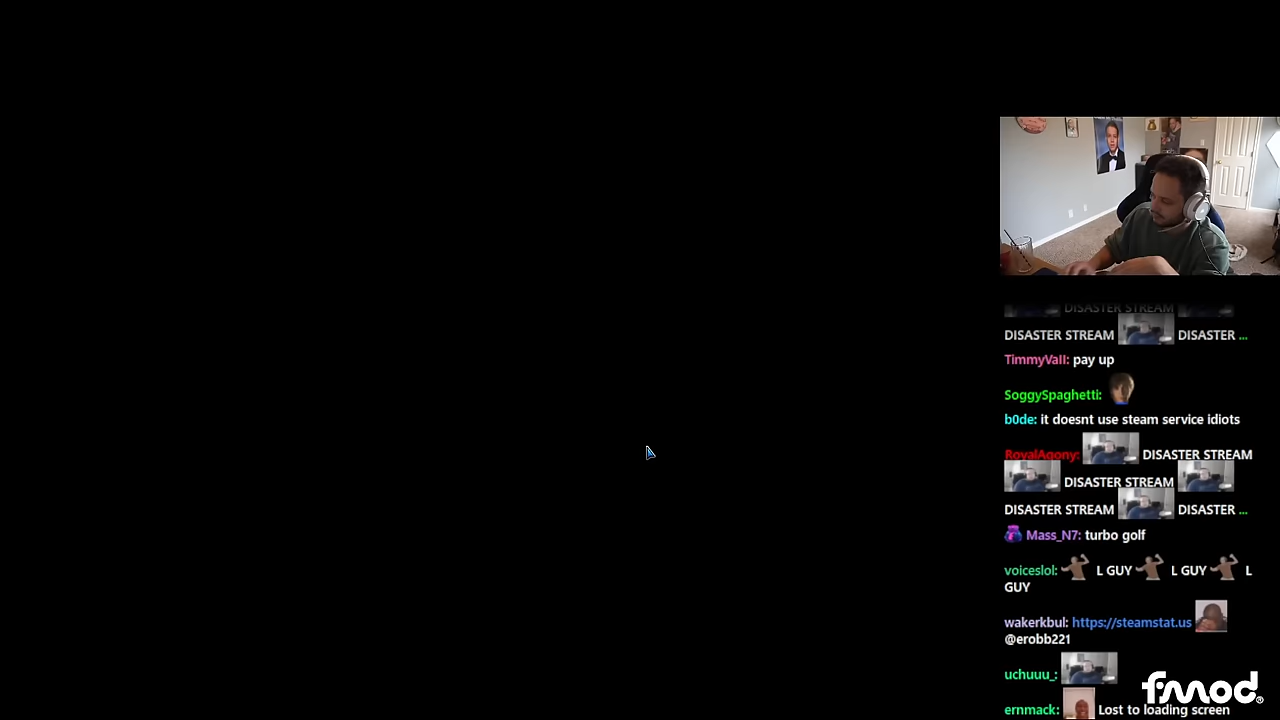 DISASTER STREAM
DISASTER STREAM DISASTER ...
TimmyVall: pay up
SoggySpaghetti:
b0de: it doesnt use steam service idiots
RoyalAgony: DISASTER STREAM
DISASTER STREAM
DISASTER STREAM DISASTER ...
Mass_N7: turbo golf
voiceslol: L GUY L GUY L
GUY
wakerkbul: https://steamstat.us
@erobb221
uchuuu_:
ernmack: Lost to loading screen
fmod®